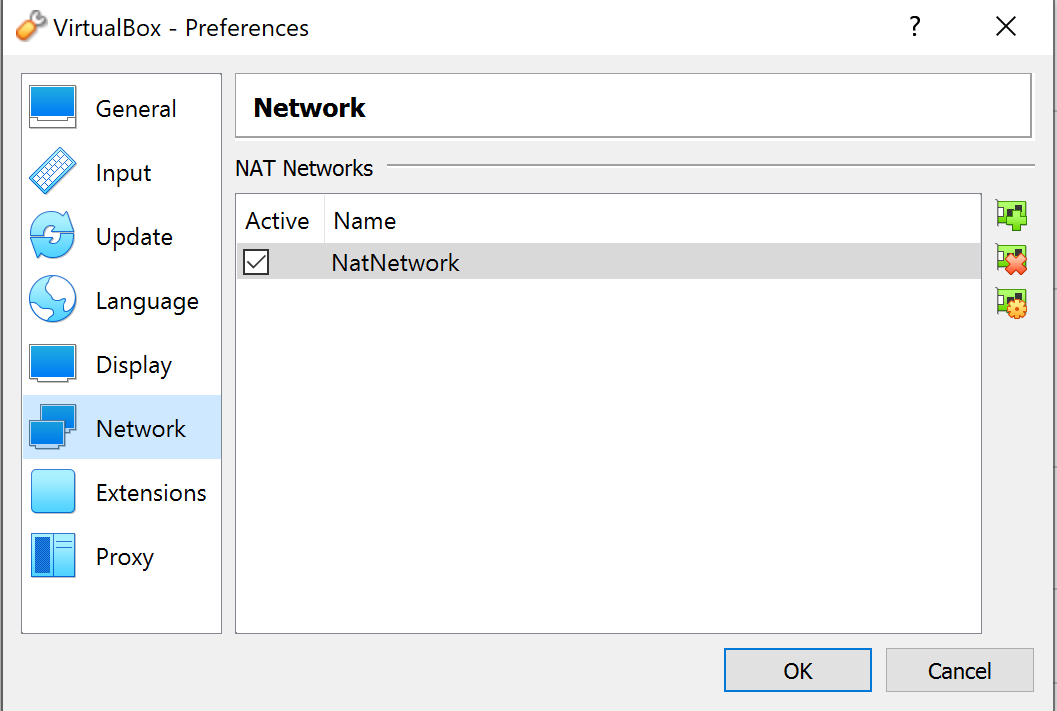 VirtualBox - Preferences
?
General
Input
Update
Language
Display
Network
Extensions
Proxy
Network
NAT Networks
Active Name
NatNetwork
OK Cancel